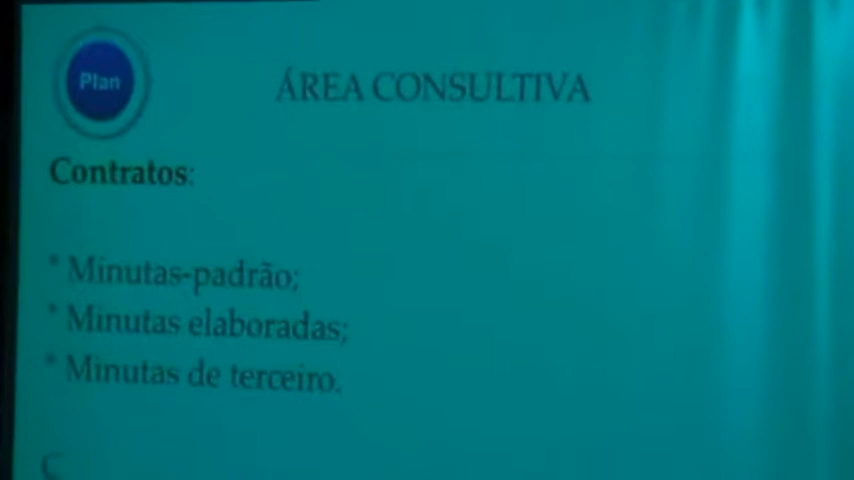 Plan
ÁREA CONSULTIVA
Contratos:
* Minutas-padrão;
* Minutas elaboradas;
* Minutas de terceiro.